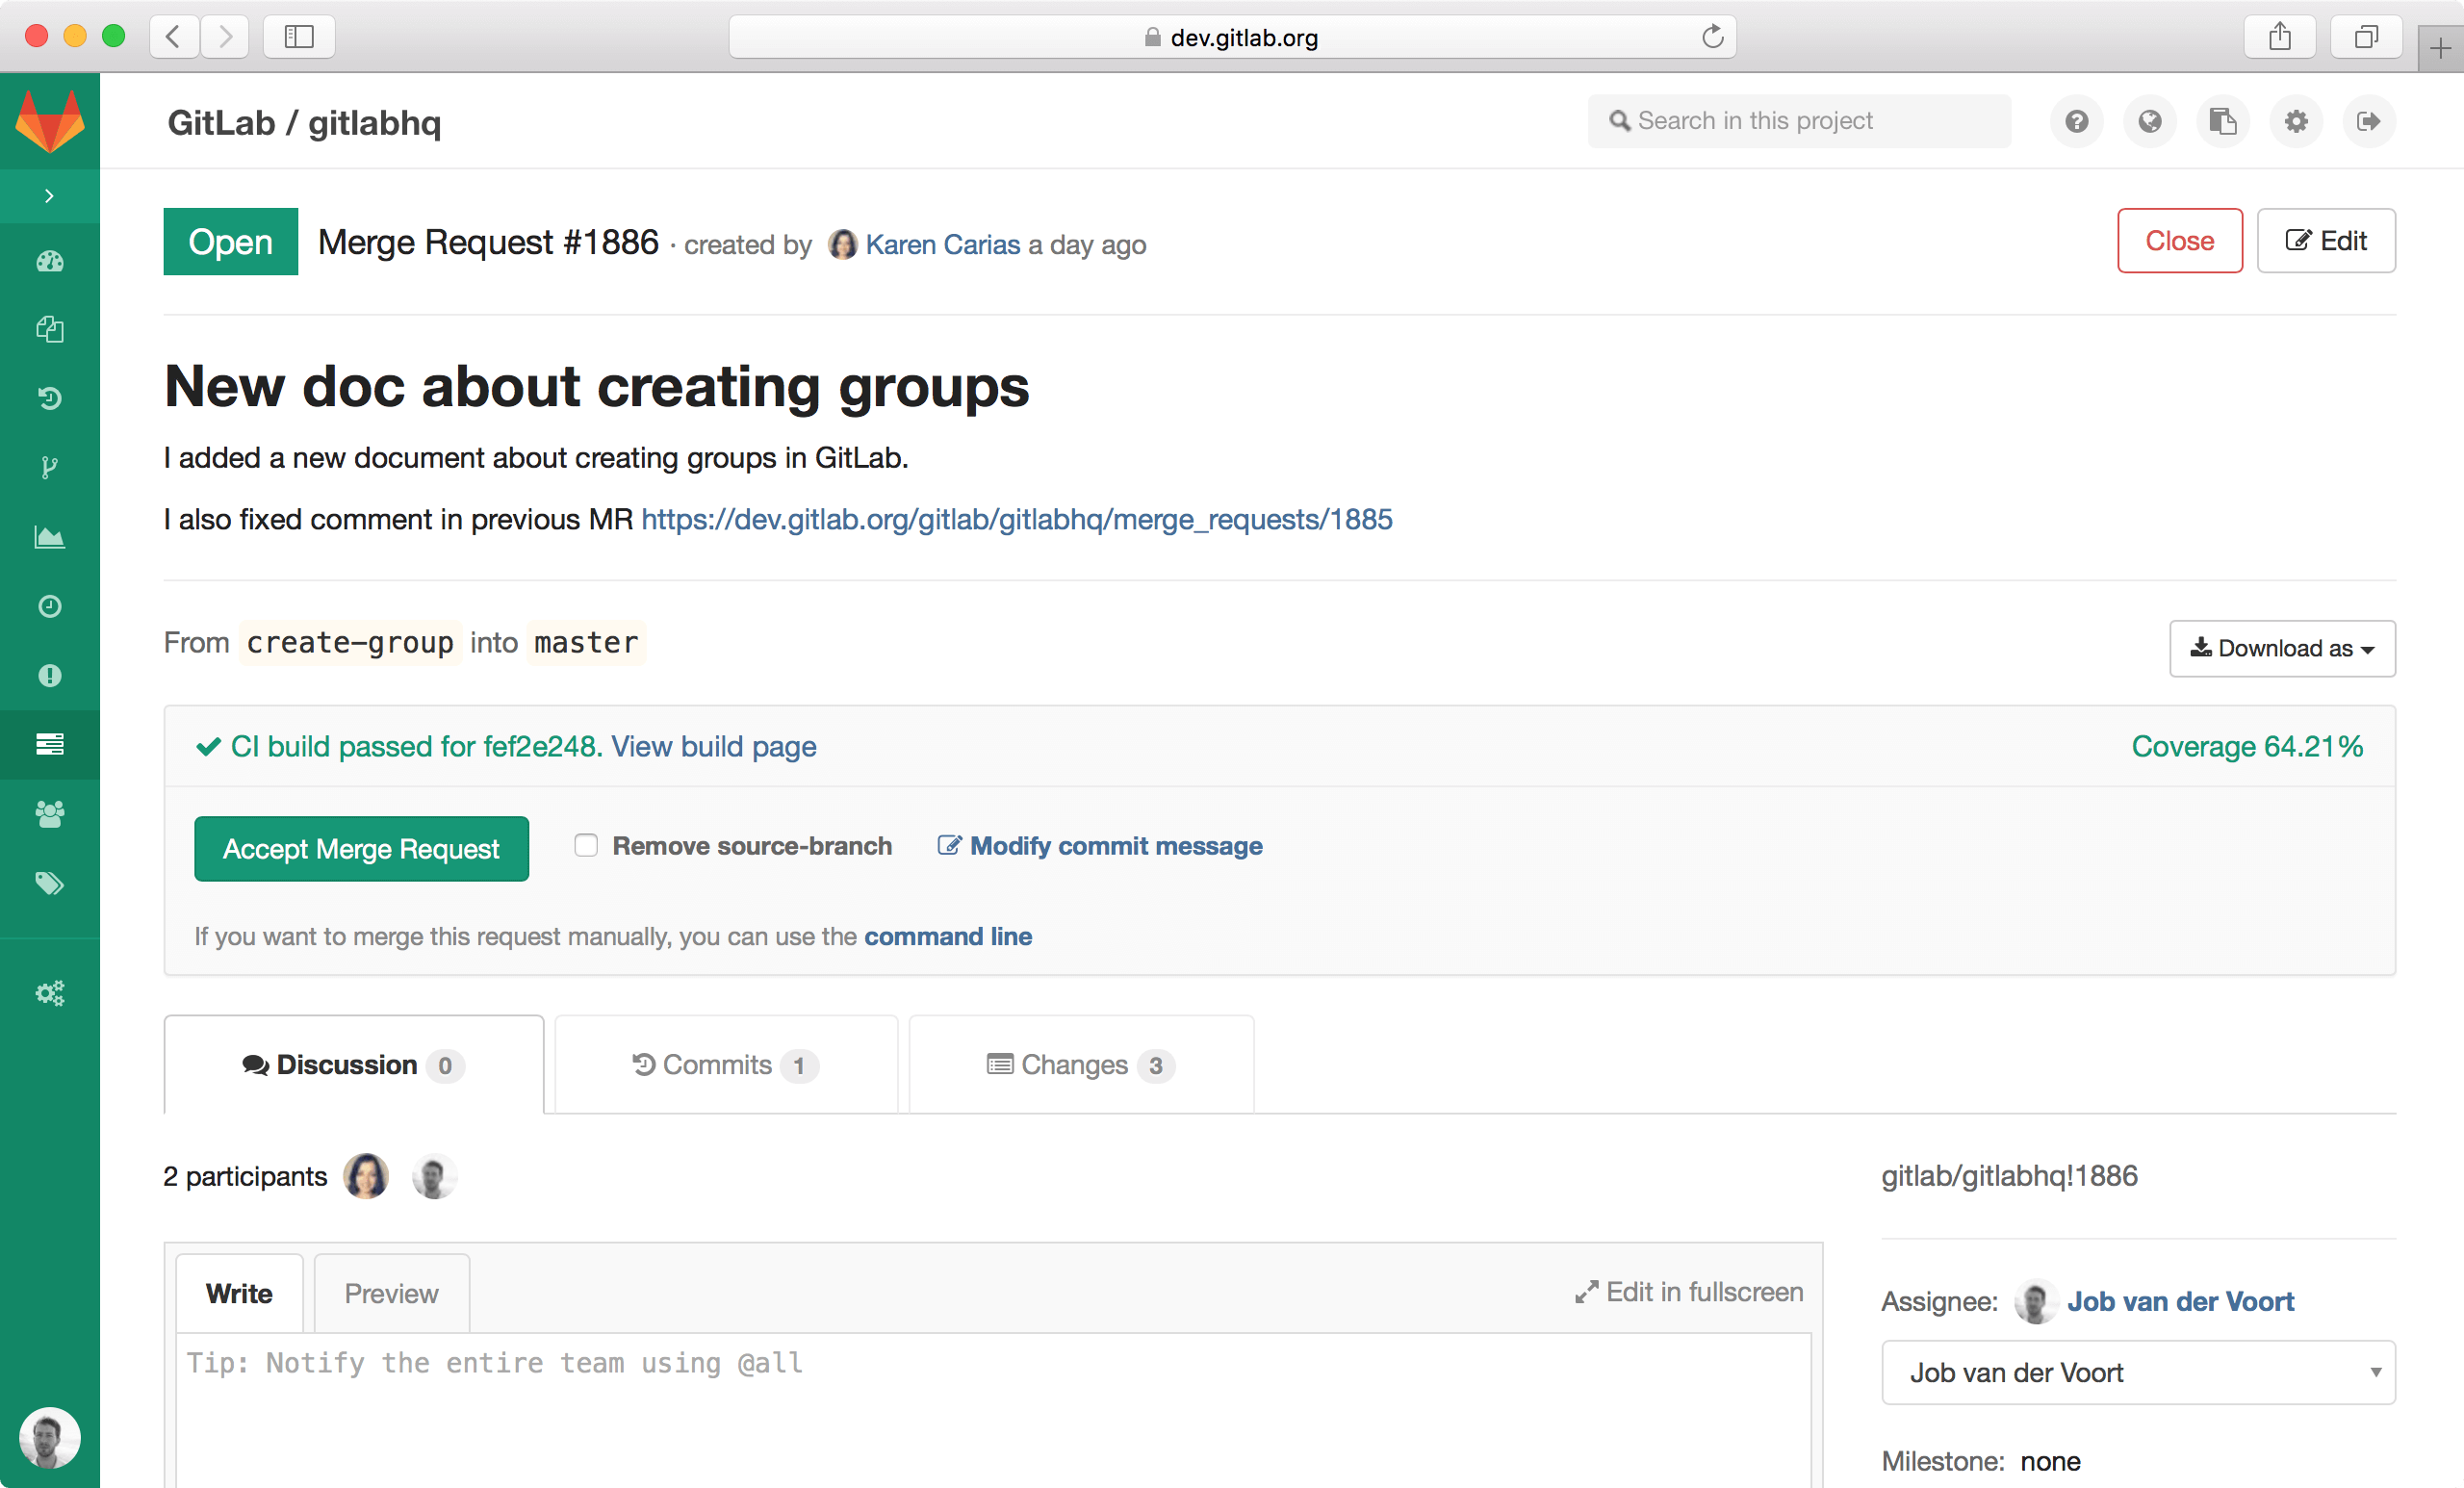 dev.gitlab.org
GitLab / gitlabhq
Search in this project
Open Merge Request #1886 · created by Karen Carias a day ago
Close Edit
New doc about creating groups
I added a new document about creating groups in GitLab.
I also fixed comment in previous MR https://dev.gitlab.org/gitlab/gitlabhq/merge_requests/1885
From create-group into master
Download as
CI build passed for fef2e248. View build page
Coverage 64.21%
Accept Merge Request Remove source-branch Modify commit message
If you want to merge this request manually, you can use the command line
Discussion 0 Commits 1 Changes 3
2 participants
gitlab/gitlabhq!1886
Write Preview Edit in fullscreen
Tip: Notify the entire team using @all
Assignee: Job van der Voort
Job van der Voort
Milestone: none